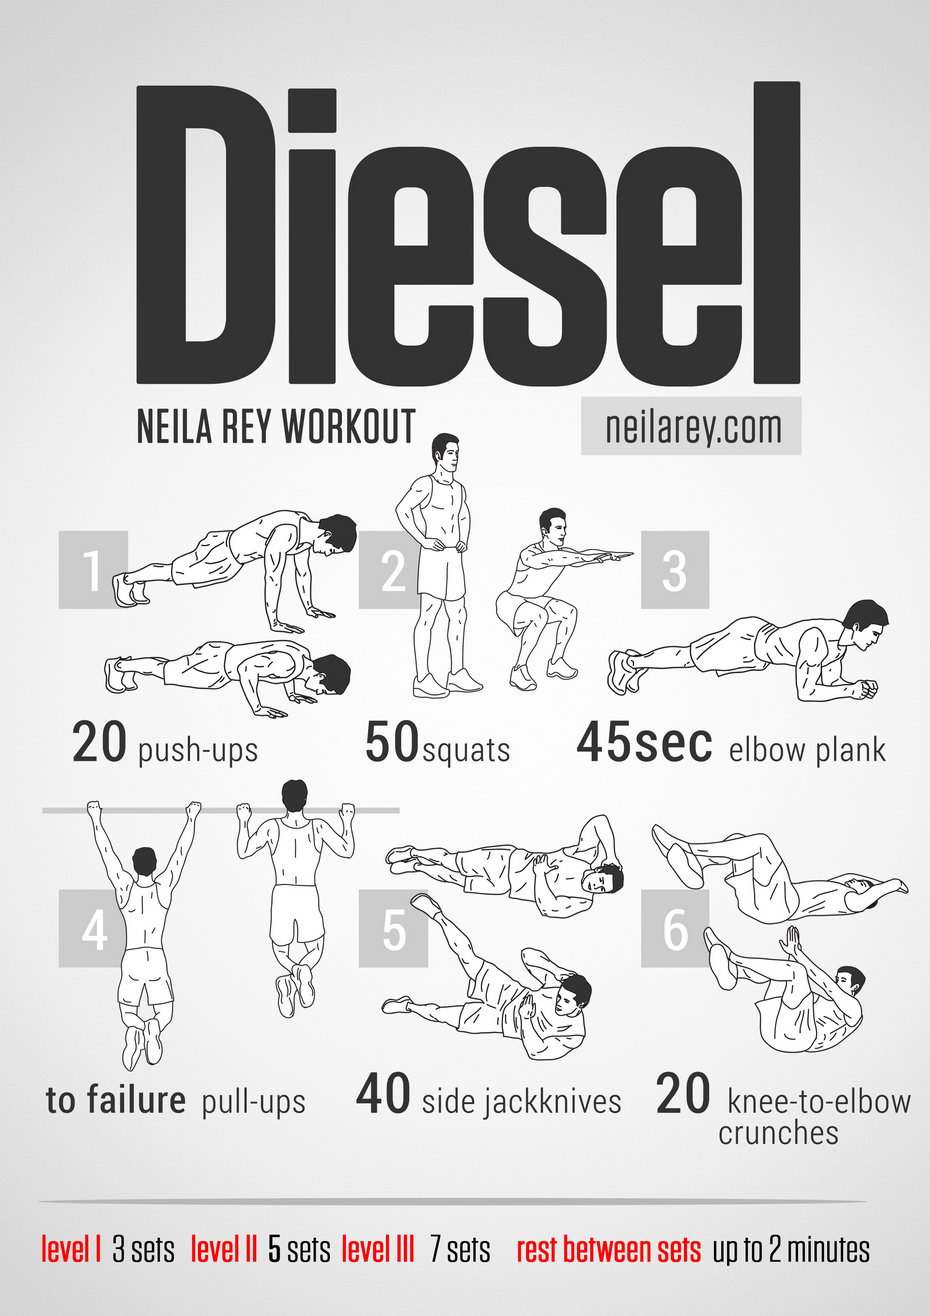 Diesel
NEILA REY WORKOUT neilarey.com
1 2 3
20 push-ups 50 squats 45sec elbow plank
4 5 6
to failure pull-ups 40 side jackknives 20 knee-to-elbow
crunches
level I 3 sets level II 5 sets level III 7 sets rest between sets up to 2 minutes